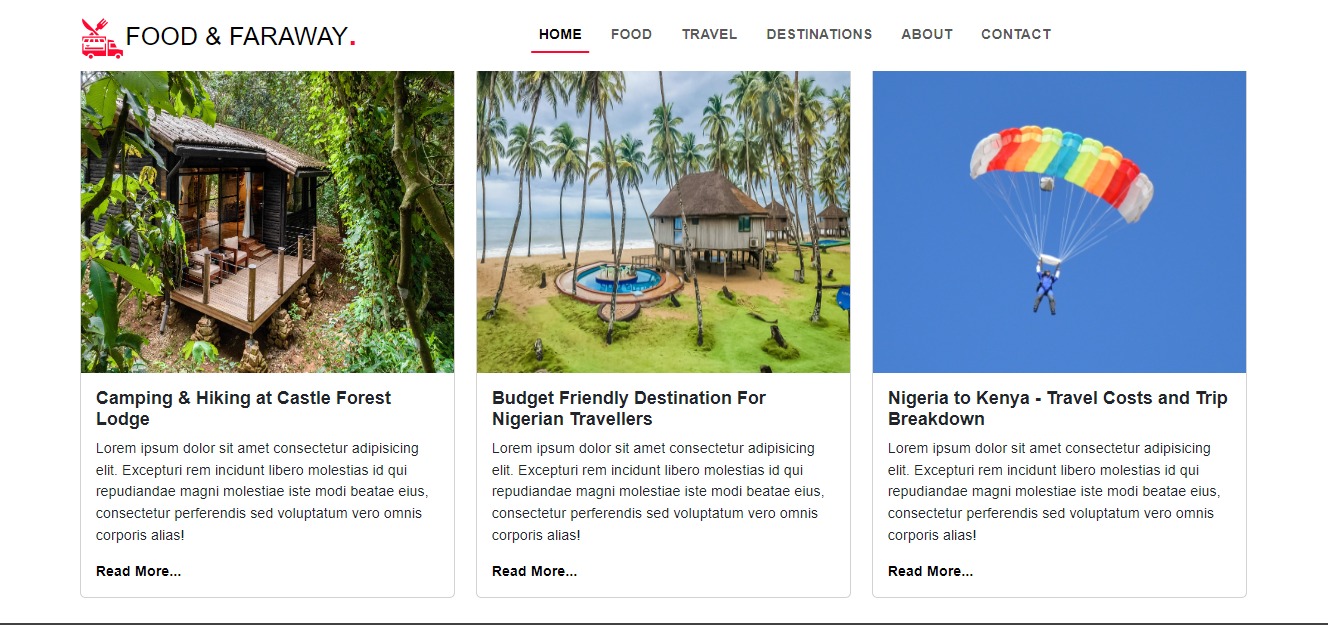 FOOD & FARAWAY.
HOME FOOD TRAVEL DESTINATIONS ABOUT CONTACT
Camping & Hiking at Castle Forest
Lodge
Lorem ipsum dolor sit amet consectetur adipisicing
elit. Excepturi rem incidunt libero molestias id qui
repudiandae magni molestiae iste modi beatae eius,
consectetur perferendis sed voluptatum vero omnis
corporis alias!
Read More...
Budget Friendly Destination For
Nigerian Travellers
Lorem ipsum dolor sit amet consectetur adipisicing
elit. Excepturi rem incidunt libero molestias id qui
repudiandae magni molestiae iste modi beatae eius,
consectetur perferendis sed voluptatum vero omnis
corporis alias!
Read More...
Nigeria to Kenya - Travel Costs and Trip
Breakdown
Lorem ipsum dolor sit amet consectetur adipisicing
elit. Excepturi rem incidunt libero molestias id qui
repudiandae magni molestiae iste modi beatae eius,
consectetur perferendis sed voluptatum vero omnis
corporis alias!
Read More...